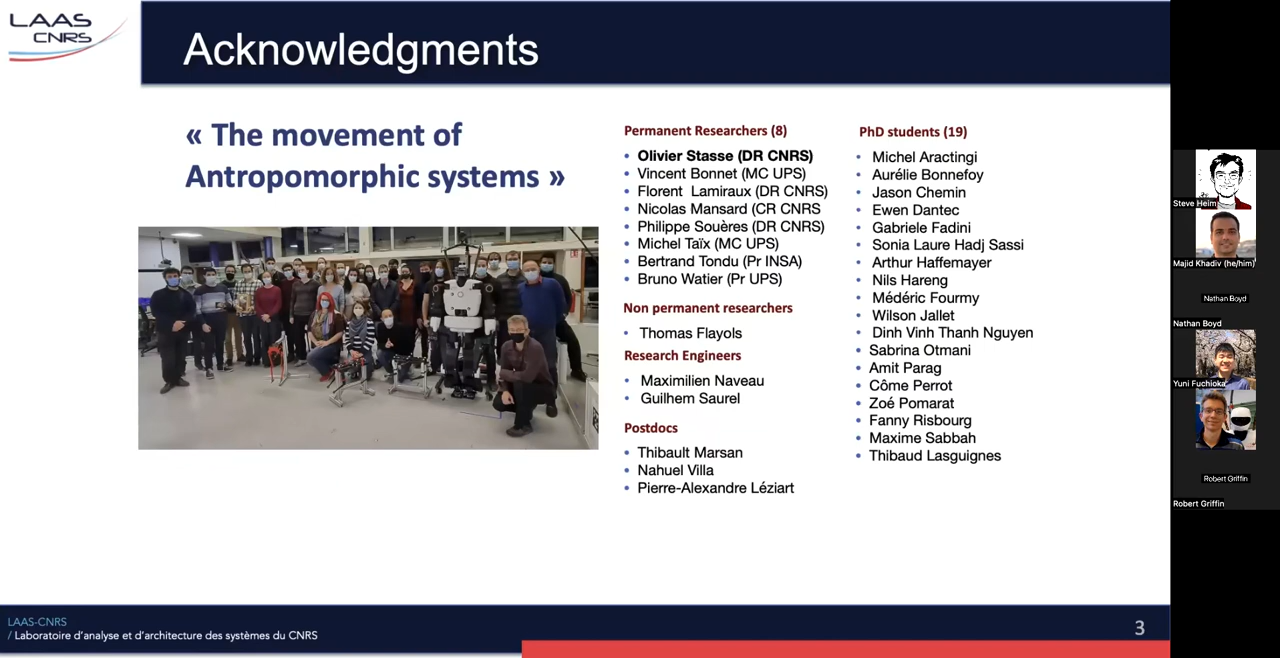 LAAS
CNRS
Acknowledgments
« The movement of
Antropomorphic systems »
Permanent Researchers (8)
• Olivier Stasse (DR CNRS)
• Vincent Bonnet (MC UPS)
• Florent Lamiraux (DR CNRS)
• Nicolas Mansard (CR CNRS
• Philippe Souères (DR CNRS)
• Michel Taïx (MC UPS)
• Bertrand Tondu (Pr INSA)
• Bruno Watier (Pr UPS)
Non permanent researchers
• Thomas Flayols
Research Engineers
• Maximilien Naveau
• Guilhem Saurel
Postdocs
• Thibault Marsan
• Nahuel Villa
• Pierre-Alexandre Léziart
PhD students (19)
• Michel Aractingi
• Aurélie Bonnefoy
• Jason Chemin
• Ewen Dantec
• Gabriele Fadini
• Sonia Laure Hadj Sassi
• Arthur Haffemayer
• Nils Hareng
• Médéric Fourmy
• Wilson Jallet
• Dinh Vinh Thanh Nguyen
• Sabrina Otmani
• Amit Parag
• Côme Perrot
• Zoé Pomarat
• Fanny Risbourg
• Maxime Sabbah
• Thibaud Lasguignes
LAAS-CNRS
/ Laboratoire d'analyse et d'architecture des systèmes du CNRS
3
Steve Heim
Majid Khadiv (he/him)
Nathan Boyd
Nathan Boyd
Yuni Fuchioka
Robert Griffin
Robert Griffin